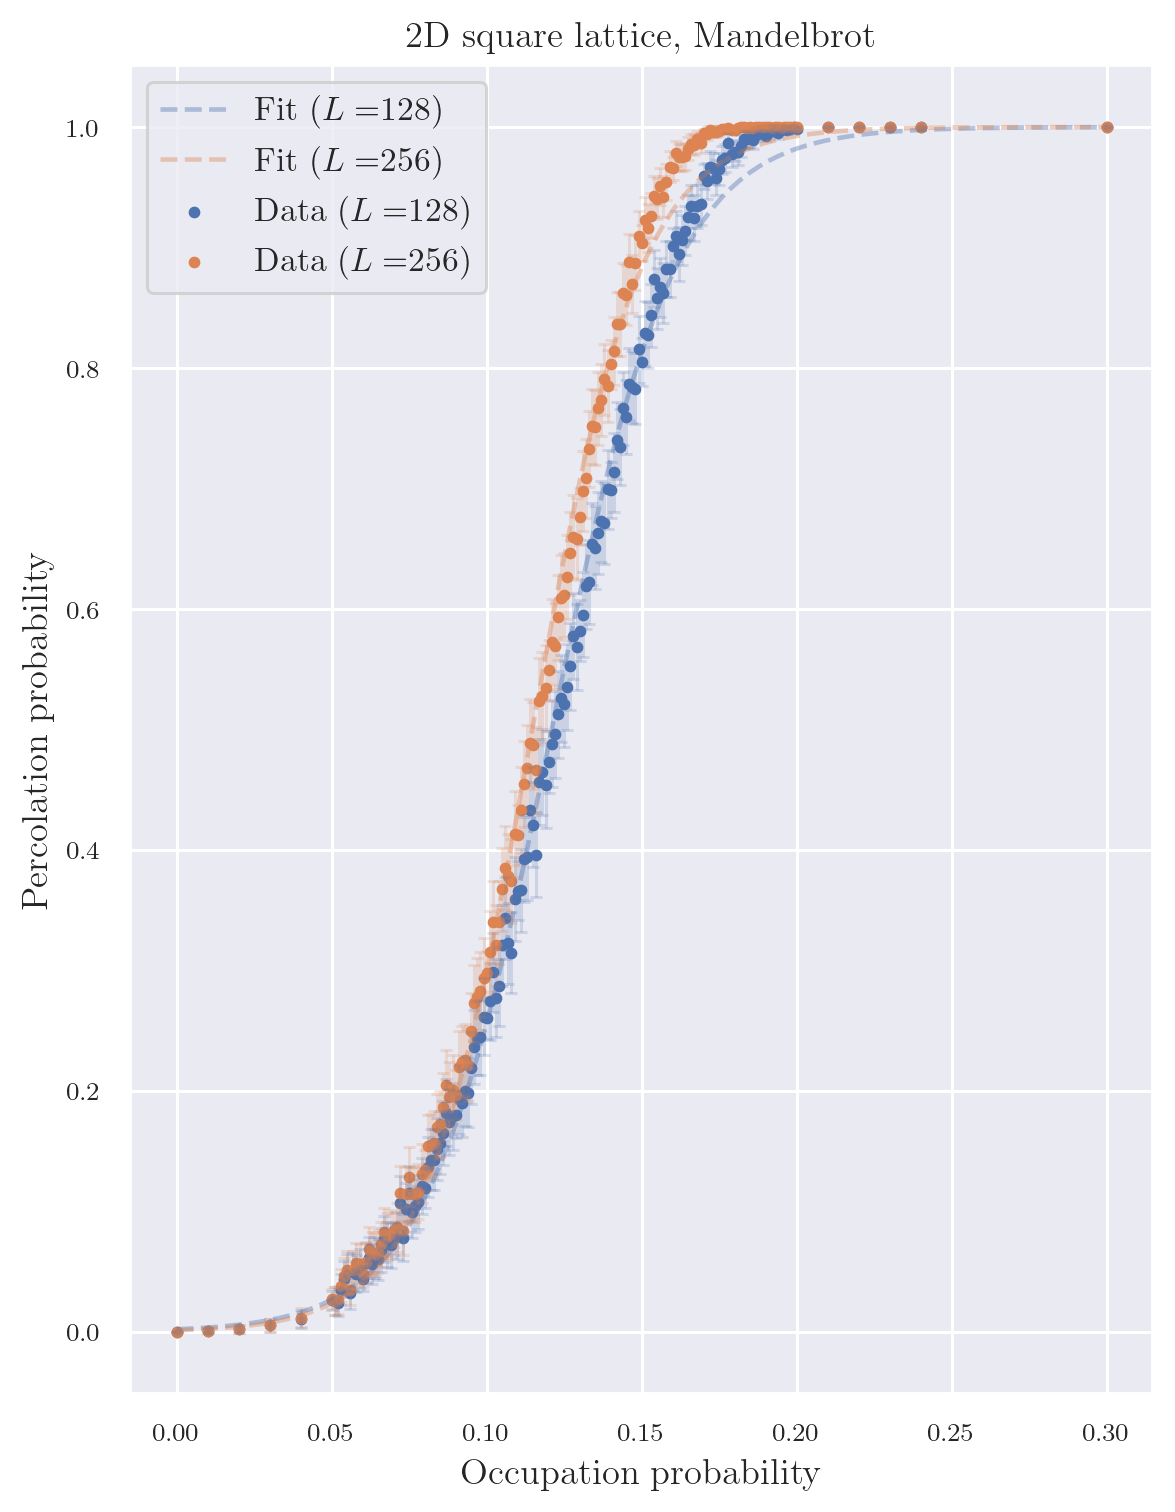 2D square lattice, Mandelbrot
Fit (L =128)
Fit (L =256)
Data (L =128)
Data (L =256)
1.0
0.8
0.6
0.4
0.2
0.0
Percolation probability
0.00 0.05 0.10 0.15 0.20 0.25 0.30
Occupation probability